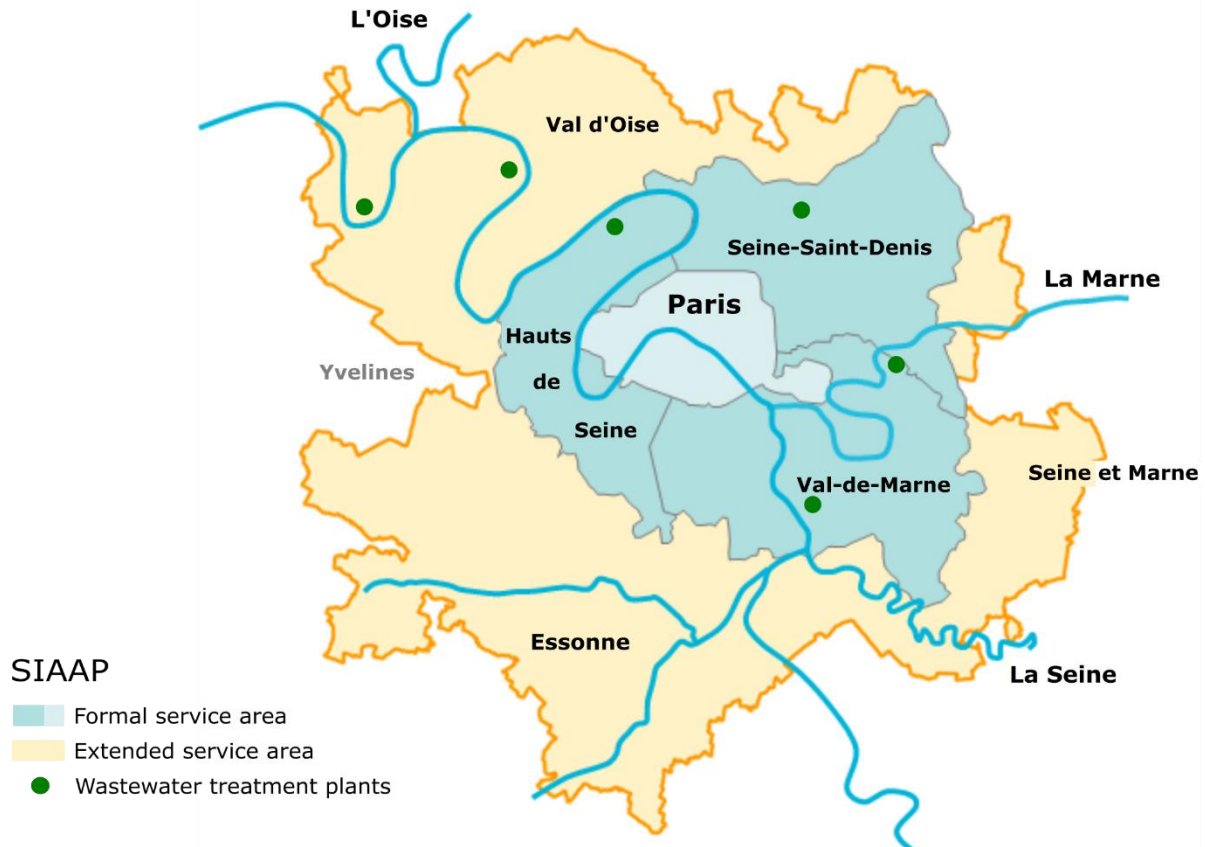 L'Oise
Val d'Oise
Seine-Saint-Denis
La Marne
Paris
Hauts
de
Seine
Yvelines
Seine et Marne
Val-de-Marne
Essonne
La Seine
SIAAP
Formal service area
Extended service area
Wastewater treatment plants